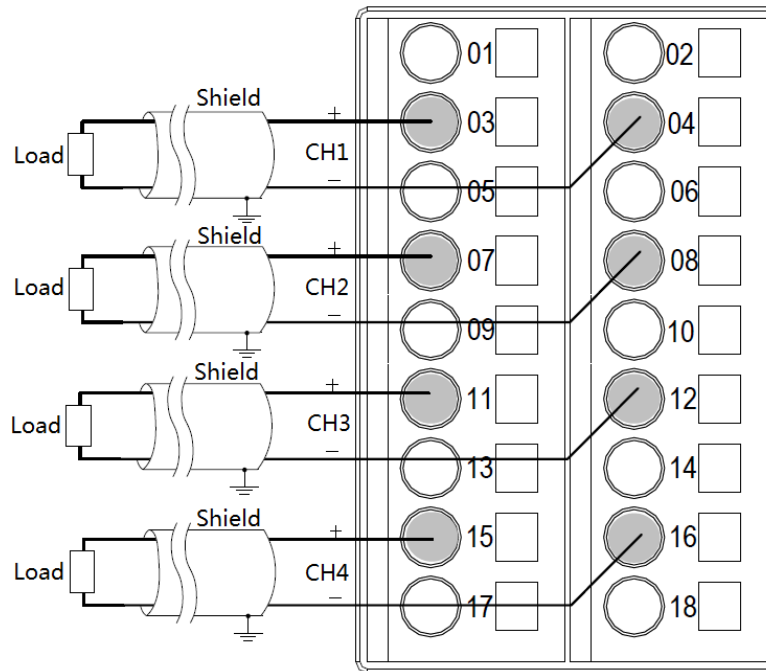 01 02
Shield
+
03 04
Load CH1
−
05 06
Shield
+
07 08
Load CH2
−
09 10
Shield
+
11 12
Load CH3
−
13 14
Shield
+
15 16
Load CH4
−
17 18